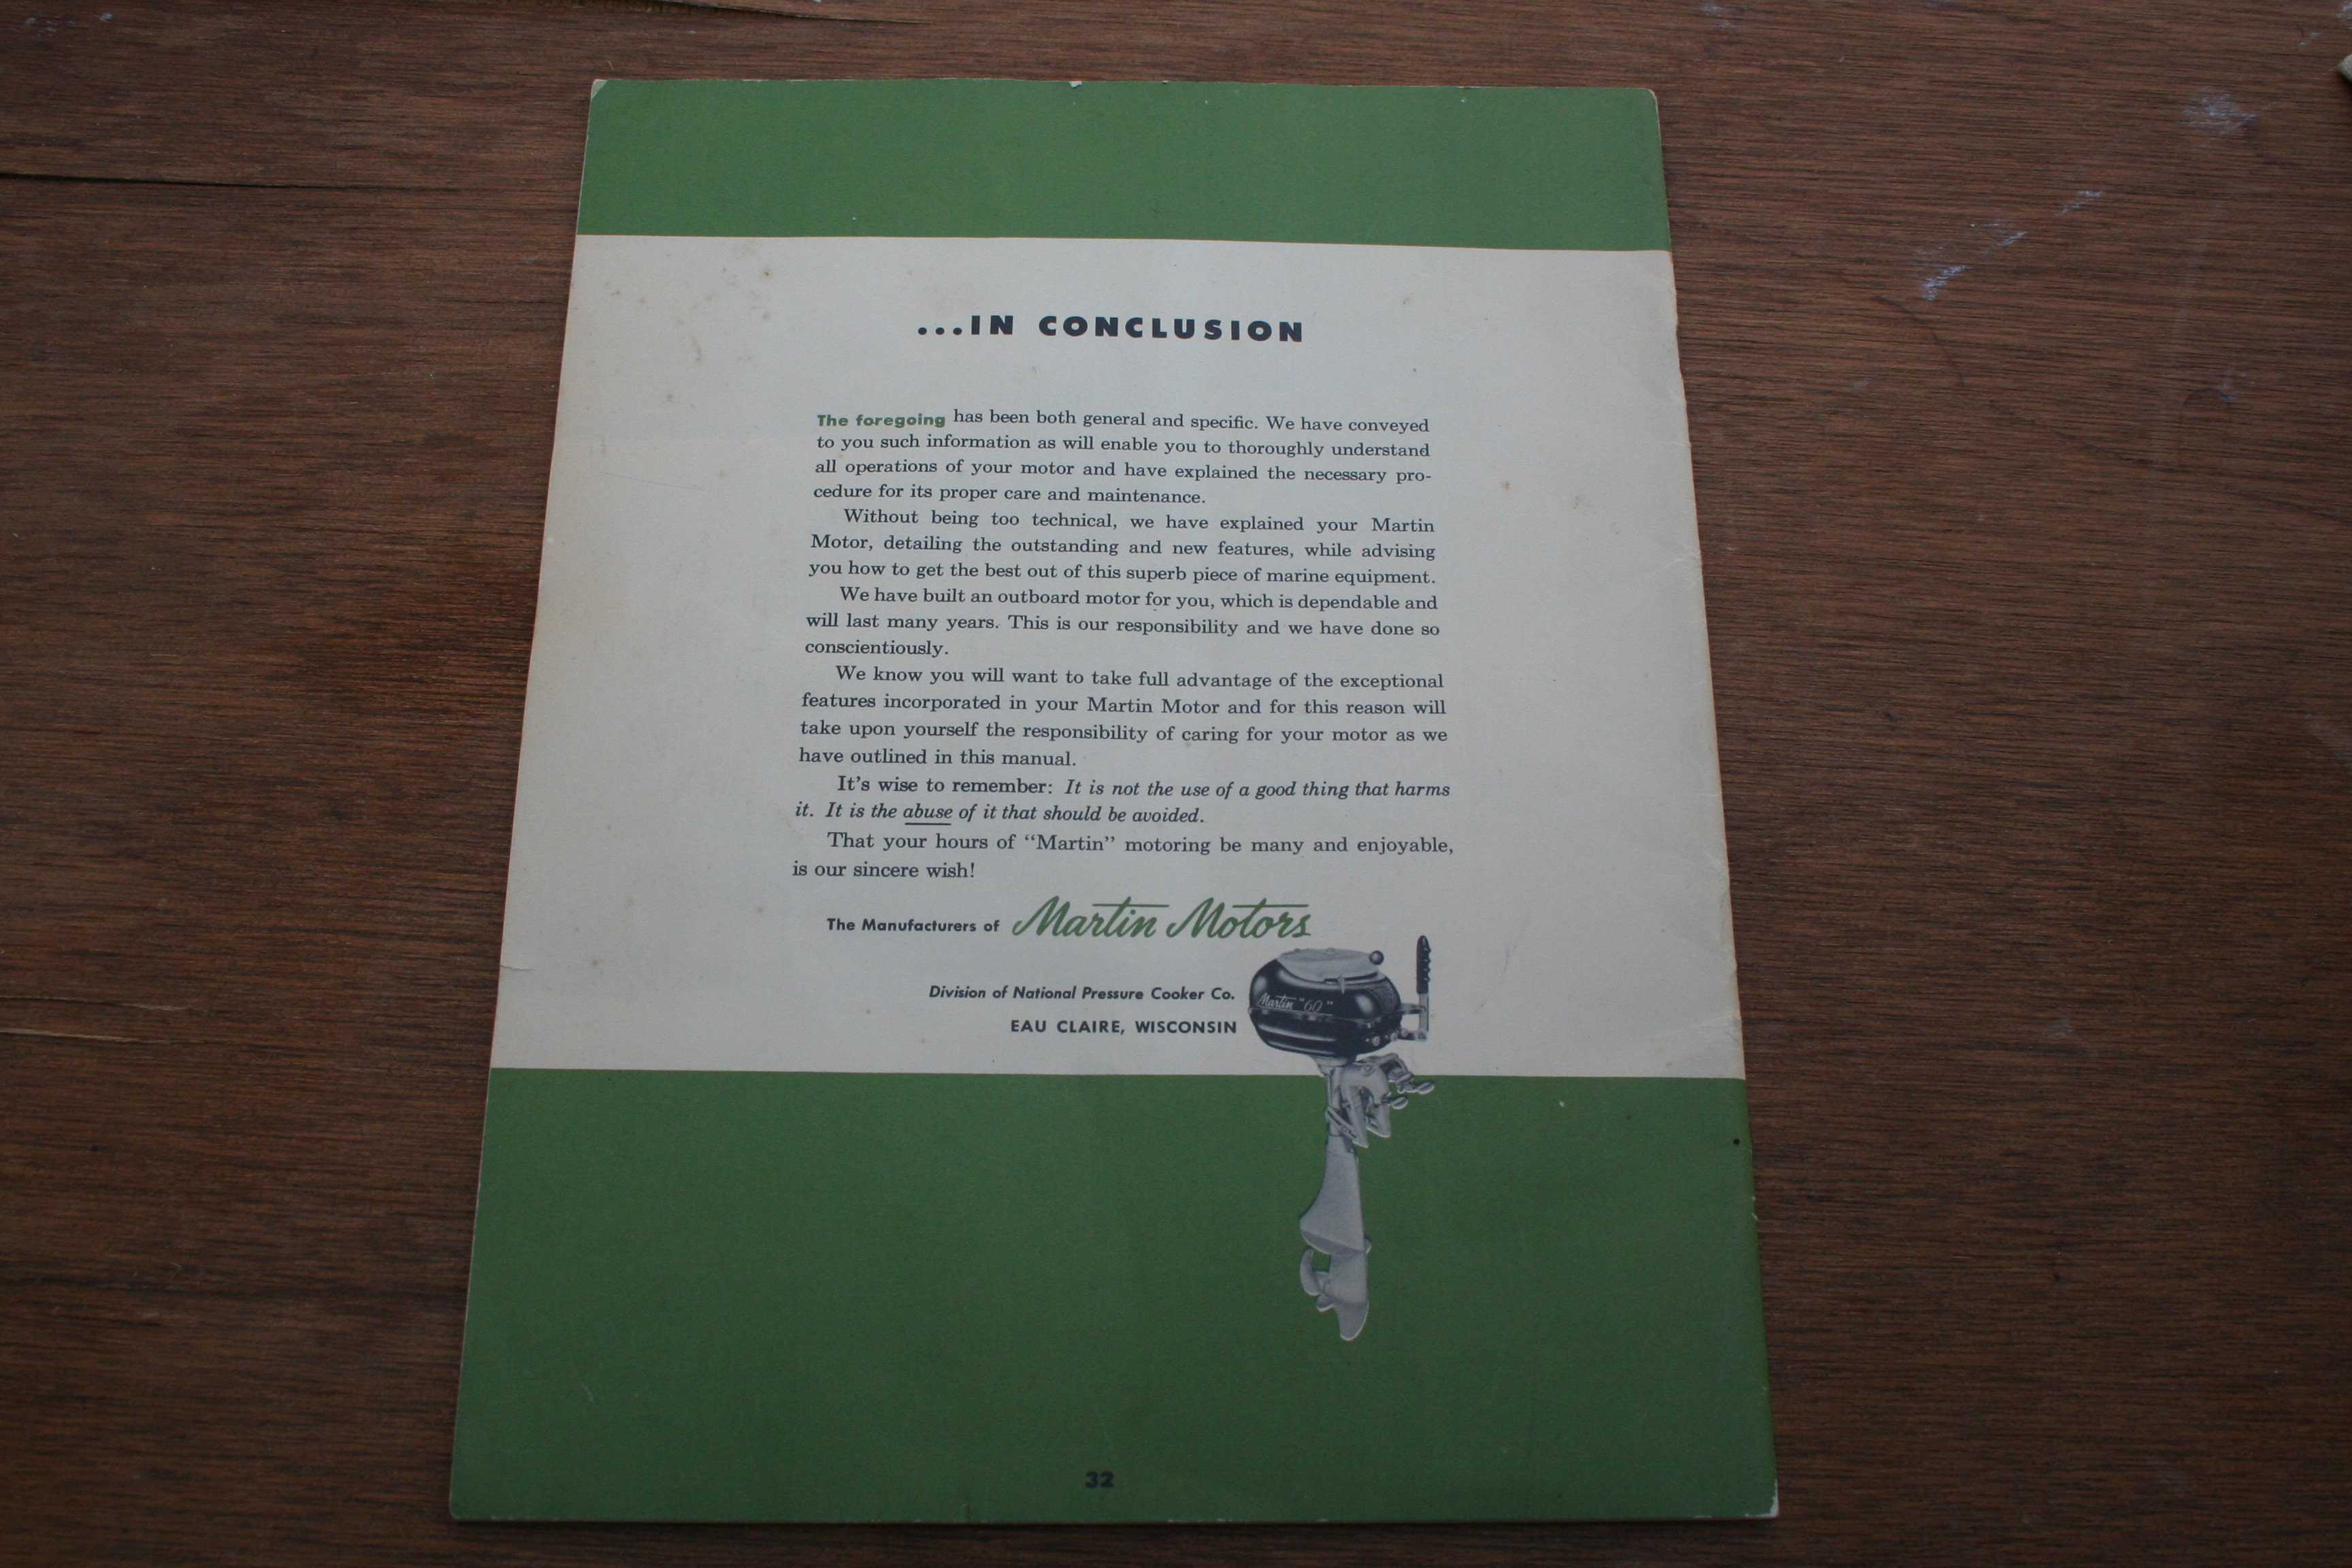 ...IN CONCLUSION
The foregoing has been both general and specific. We have conveyed
to you such information as will enable you to thoroughly understand
all operations of your motor and have explained the necessary pro-
cedure for its proper care and maintenance.
Without being too technical, we have explained your Martin
Motor, detailing the outstanding and new features, while advising
you how to get the best out of this superb piece of marine equipment.
We have built an outboard motor for you, which is dependable and
will last many years. This is our responsibility and we have done so
conscientiously.
We know you will want to take full advantage of the exceptional
features incorporated in your Martin Motor and for this reason will
take upon yourself the responsibility of caring for your motor as we
have outlined in this manual.
It's wise to remember: It is not the use of a good thing that harms
it. It is the abuse of it that should be avoided.
That your hours of “Martin” motoring be many and enjoyable,
is our sincere wish!
The Manufacturers of Martin Motors
Division of National Pressure Cooker Co.
EAU CLAIRE, WISCONSIN
Martin "60"
32